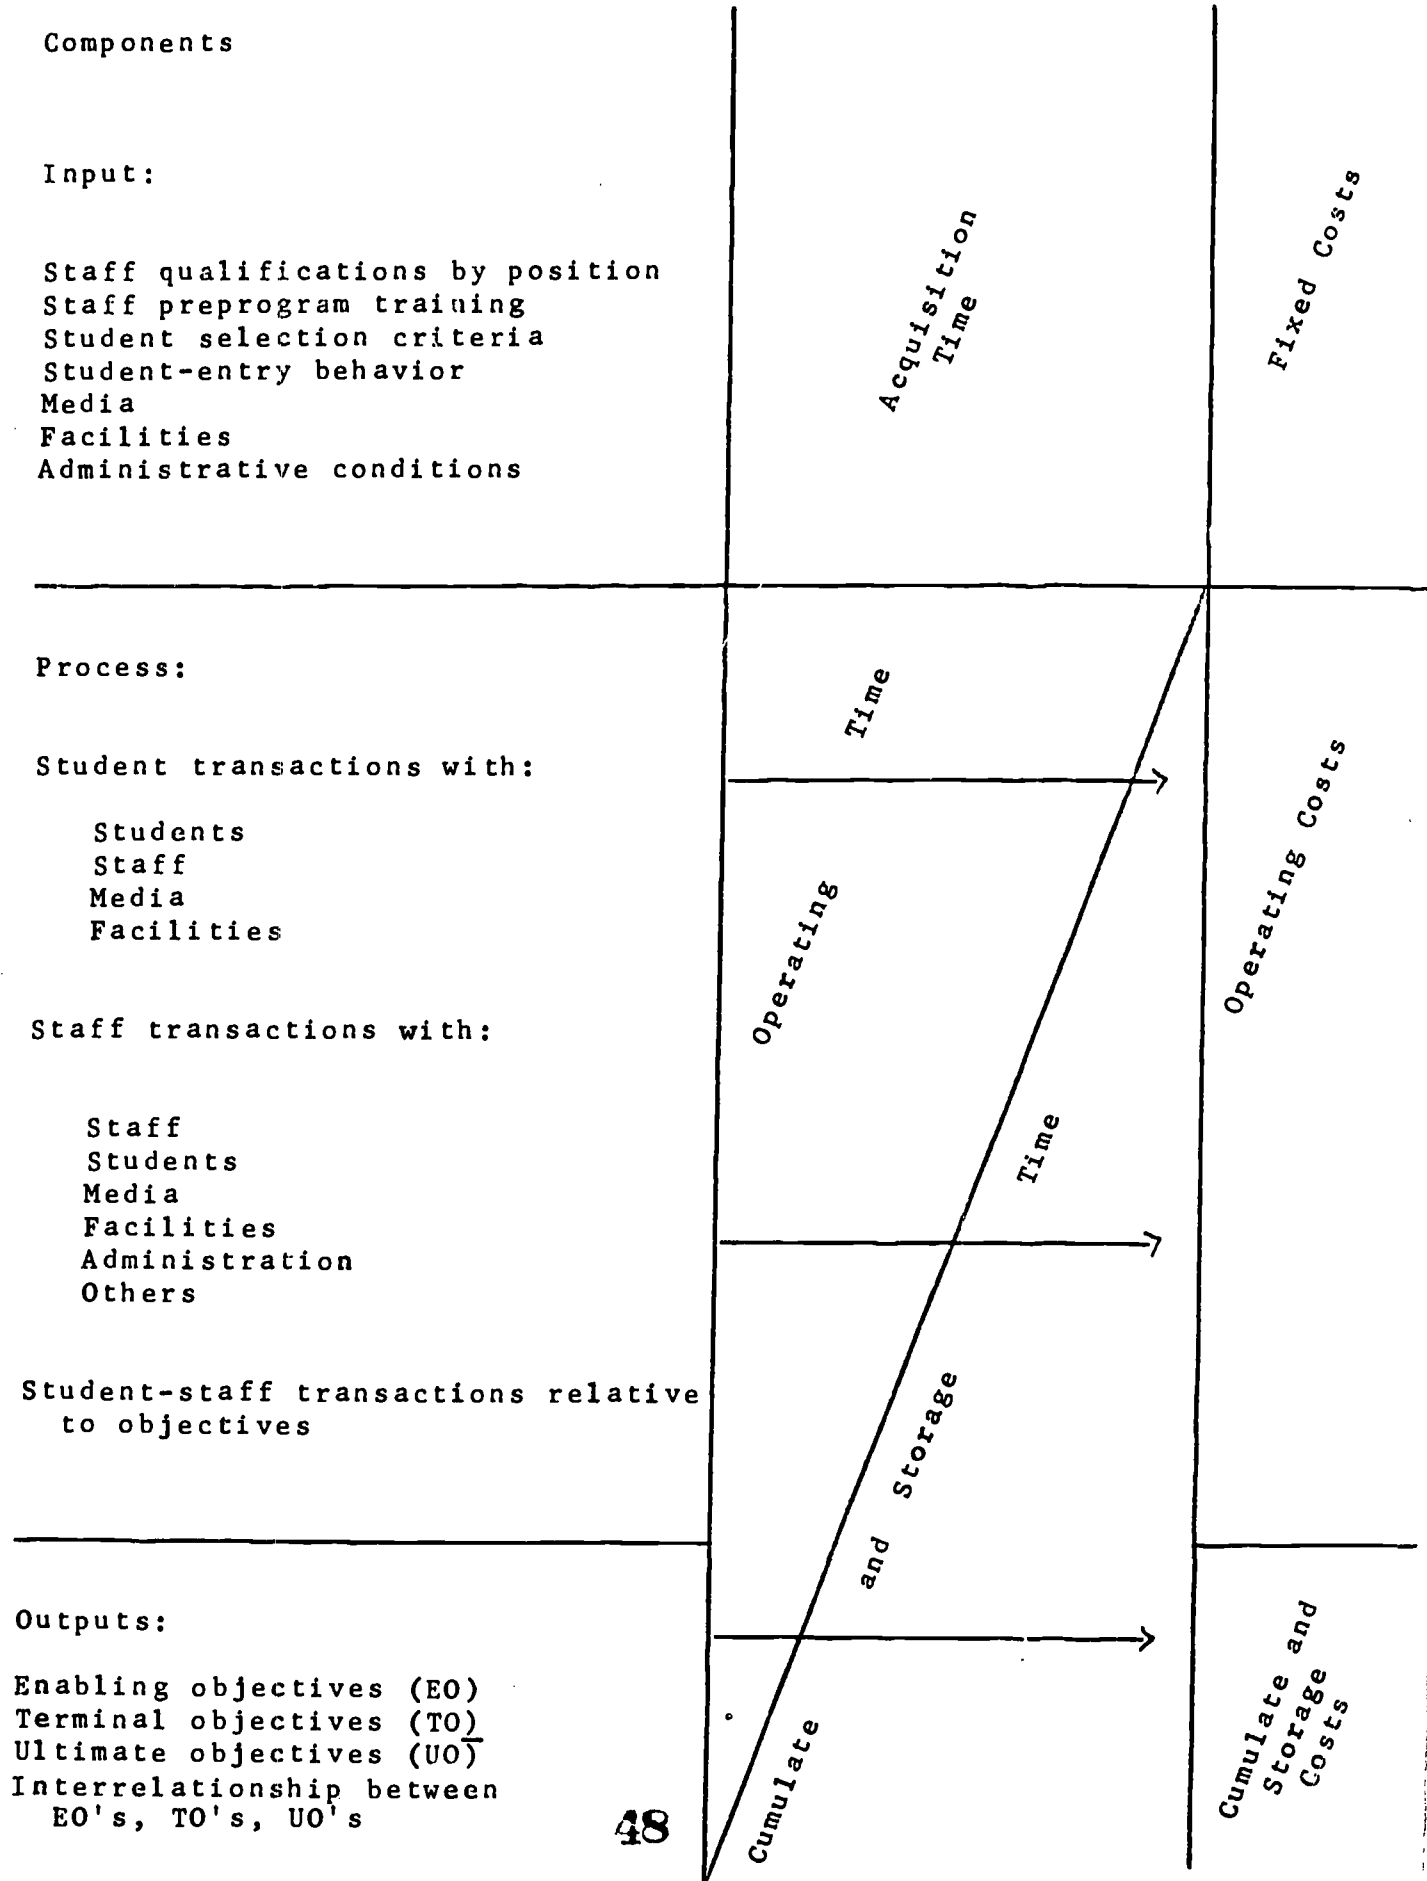 Components
Input:
Staff qualifications by position
Staff preprogram training
Student selection criteria
Student-entry behavior
Media
Facilities
Administrative conditions
Acquisition
Time
Fixed Costs
Process:
Student transactions with:
Students
Staff
Media
Facilities
Staff transactions with:
Staff
Students
Media
Facilities
Administration
Others
Student-staff transactions relative
to objectives
Operating Time
Operating Costs
Outputs:
Enabling objectives (EO)
Terminal objectives (TO)
Ultimate objectives (UO)
Interrelationship between
EO's, TO's, UO's
Cumulate and Storage Time
Cumulate and
Storage
Costs
48